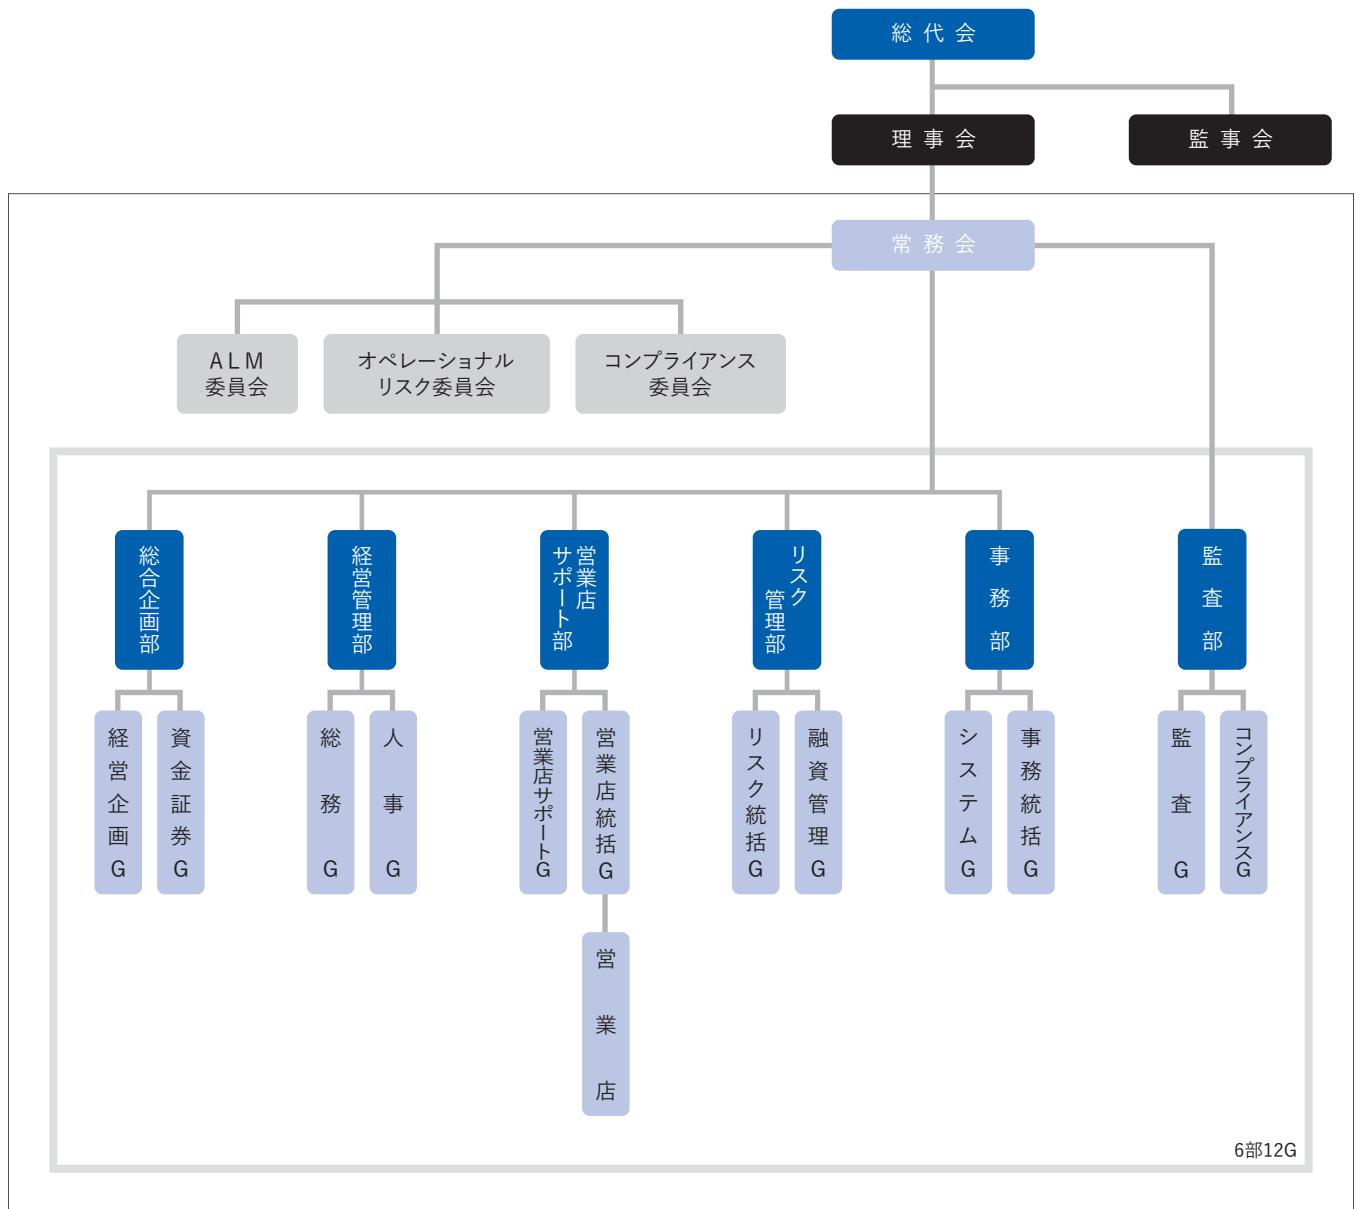 総代会
理事会
監事会
常務会
ALM
委員会
オペレーショナル
リスク委員会
コンプライアンス
委員会
総合企画部
経営管理部
営業店
サポート部
リスク
管理部
事務部
監査部
経営企画G
資金証券G
総務G
人事G
営業店サポートG
営業店統括G
リスク統括G
融資管理G
システムG
事務統括G
監査G
コンプライアンスG
営業店
6部12G